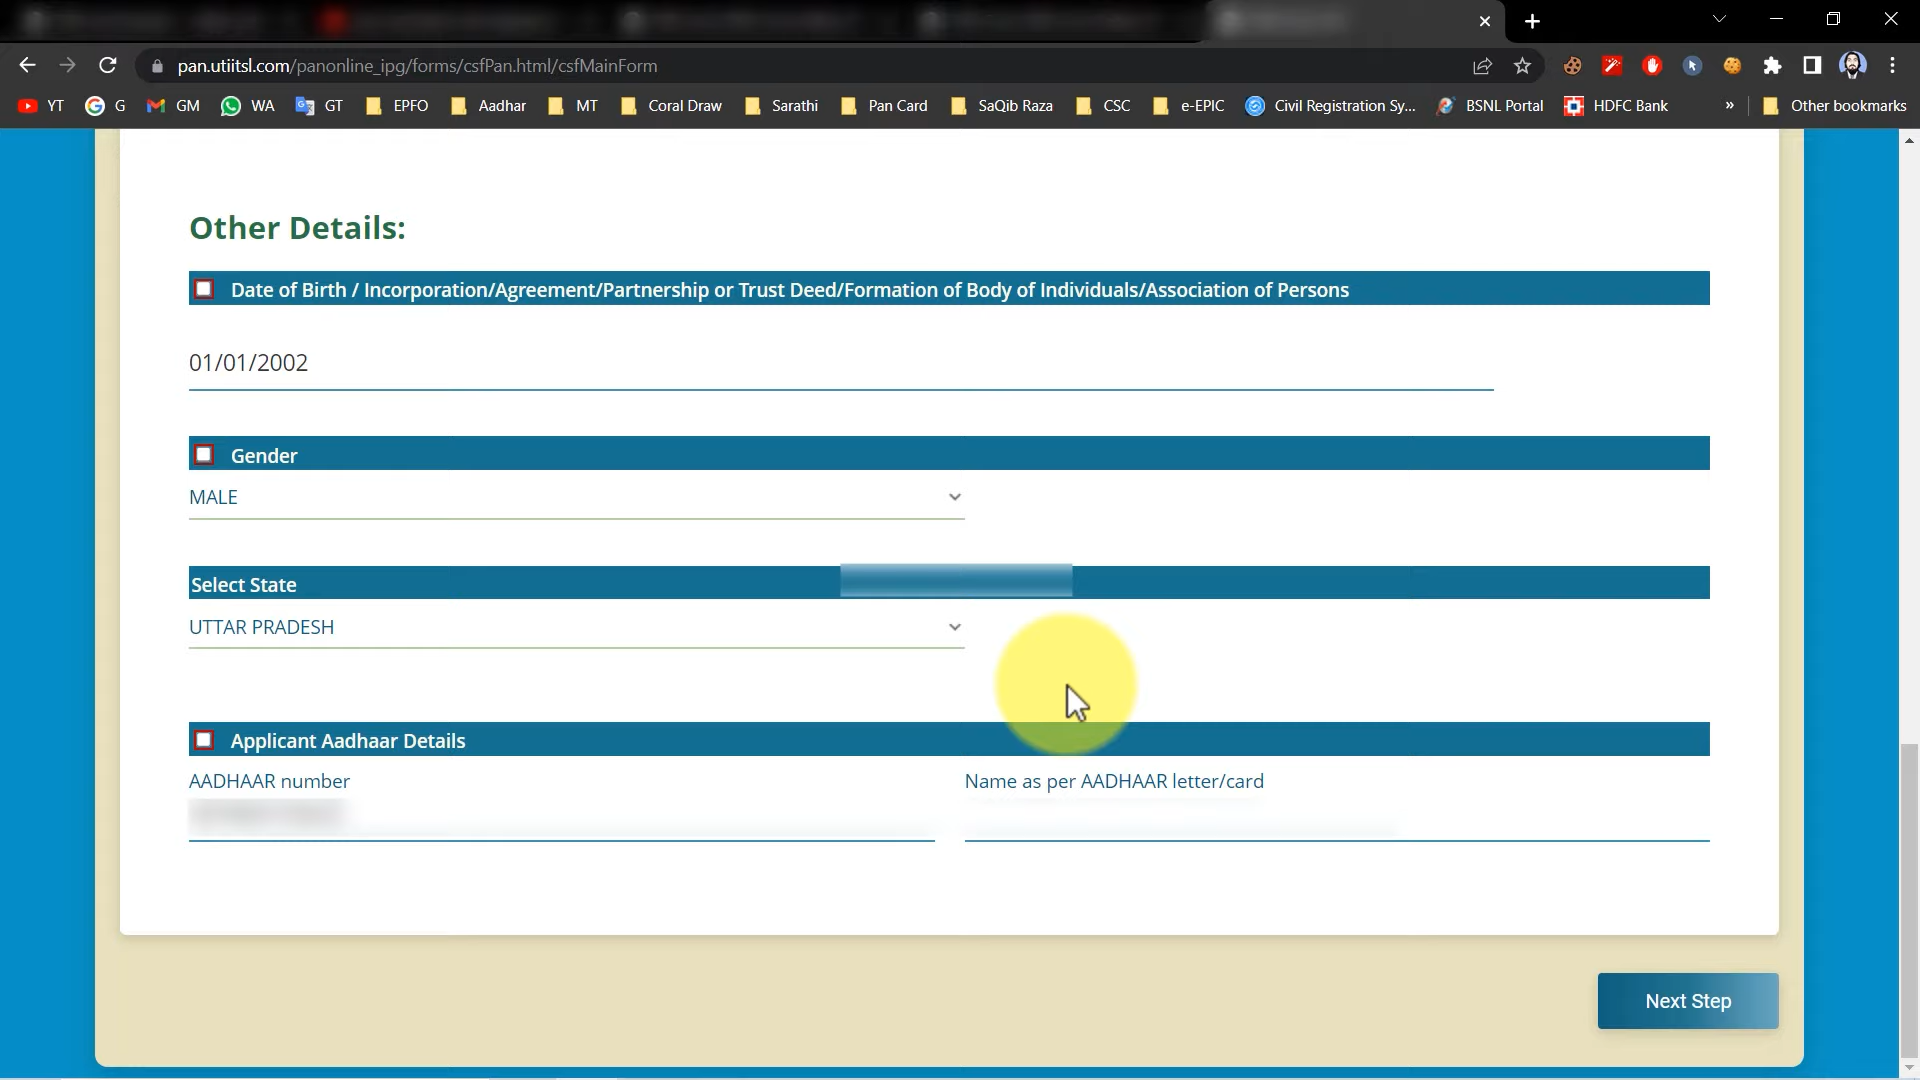 pan.utiitsl.com/panonline_ipg/forms/csfPan.html/csfMainForm
YT G GM WA GT EPFO Aadhar MT Coral Draw Sarathi Pan Card SaQib Raza CSC e-EPIC Civil Registration Sy... BSNL Portal HDFC Bank » Other bookmarks
Other Details:
Date of Birth / Incorporation/Agreement/Partnership or Trust Deed/Formation of Body of Individuals/Association of Persons
01/01/2002
Gender
MALE
Select State
UTTAR PRADESH
Applicant Aadhaar Details
AADHAAR number Name as per AADHAAR letter/card
Next Step